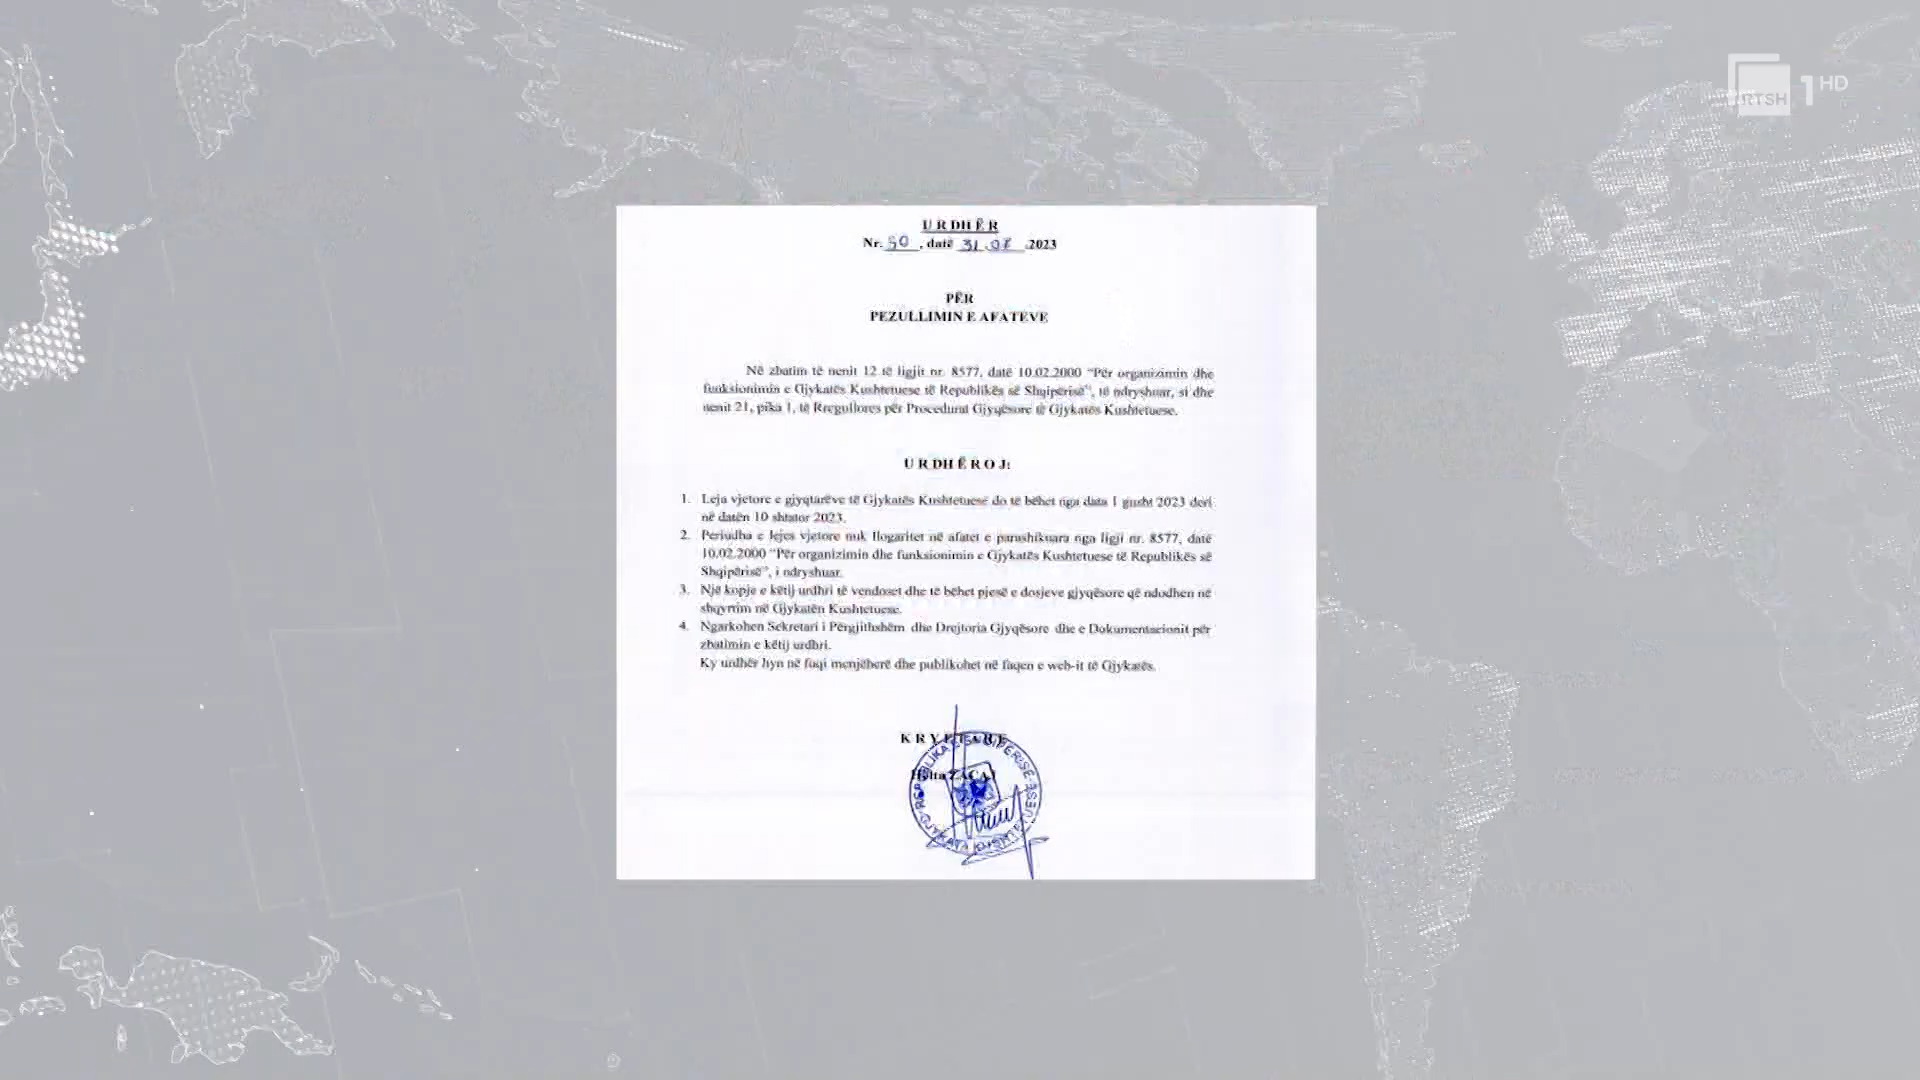 RTSH 1 HD
URDHËR
Nr. 50, datë 31.07.2023
PËR
PEZULLIMIN E AFATEVE
Në zbatim të nenit 12 të ligjit nr. 8577, datë 10.02.2000 “Për organizimin dhe
funksionimin e Gjykatës Kushtetuese të Republikës së Shqipërisë”, të ndryshuar, si dhe
nenit 21, pika 1, të Rregullores për Procedurat Gjyqësore të Gjykatës Kushtetuese.
URDHËROJ:
1. Leja vjetore e gjyqtarëve të Gjykatës Kushtetuese do të bëhet nga data 1 gusht 2023 deri
në datën 10 shtator 2023.
2. Periudha e lejes vjetore nuk llogaritet në afatet e parashikuara nga ligji nr. 8577, datë
10.02.2000 “Për organizimin dhe funksionimin e Gjykatës Kushtetuese të Republikës së
Shqipërisë”, i ndryshuar.
3. Një kopje e këtij urdhri të vendoset dhe të bëhet pjesë e dosjeve gjyqësore që ndodhen në
shqyrtim në Gjykatën Kushtetuese.
4. Ngarkohen Sekretari i Përgjithshëm dhe Drejtoria Gjyqësore dhe e Dokumentacionit për
zbatimin e këtij urdhri.
Ky urdhër hyn në fuqi menjëherë dhe publikohet në faqen e web-it të Gjykatës.
KRYETARE
Holta ZAÇAJ
REPUBLIKA E SHQIPËRISË
GJYKATA KUSHTETUESE